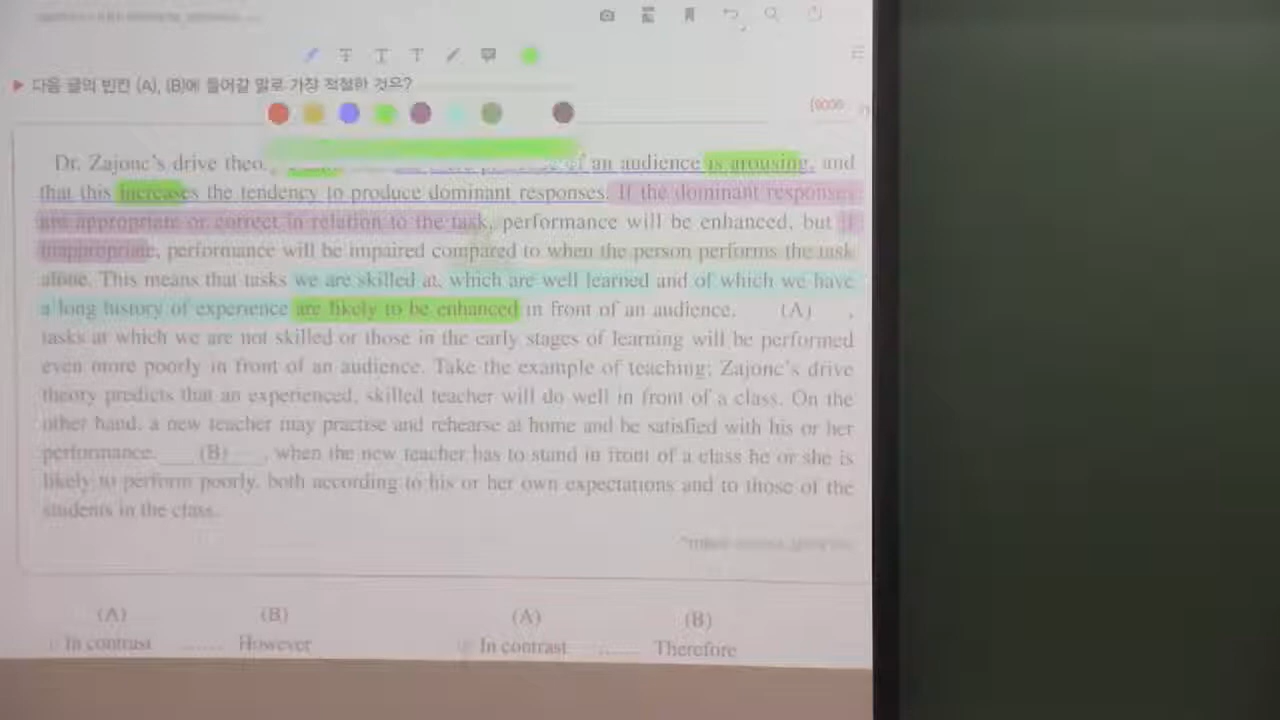 다음 글의 빈칸 (A), (B)에 들어갈 말로 가장 적절한 것은?
Dr. Zajonc's drive of an audience is arousing, and
that this increases the tendency to produce dominant responses. If the dominant responses
are appropriate or correct in relation to the task, performance will be enhanced, but if
inappropriate, performance will be impaired compared to when the person performs the task
alone. This means that tasks we are skilled at, which are well learned and of which we have
a long history of experience are likely to be enhanced in front of an audience. (A) ,
tasks at which we are not skilled or those in the early stages of learning will be performed
even more poorly in front of an audience. Take the example of teaching; Zajonc's drive
theory predicts that an experienced, skilled teacher will do well in front of a class. On the
other hand, a new teacher may practise and rehearse at home and be satisfied with his or her
performance. (B) , when the new teacher has to stand in front of a class he or she is
likely to perform poorly, both according to his or her own expectations and to those of the
students in the class.
(A) (B) (A) (B)
In contrast ...... However In contrast ...... Therefore